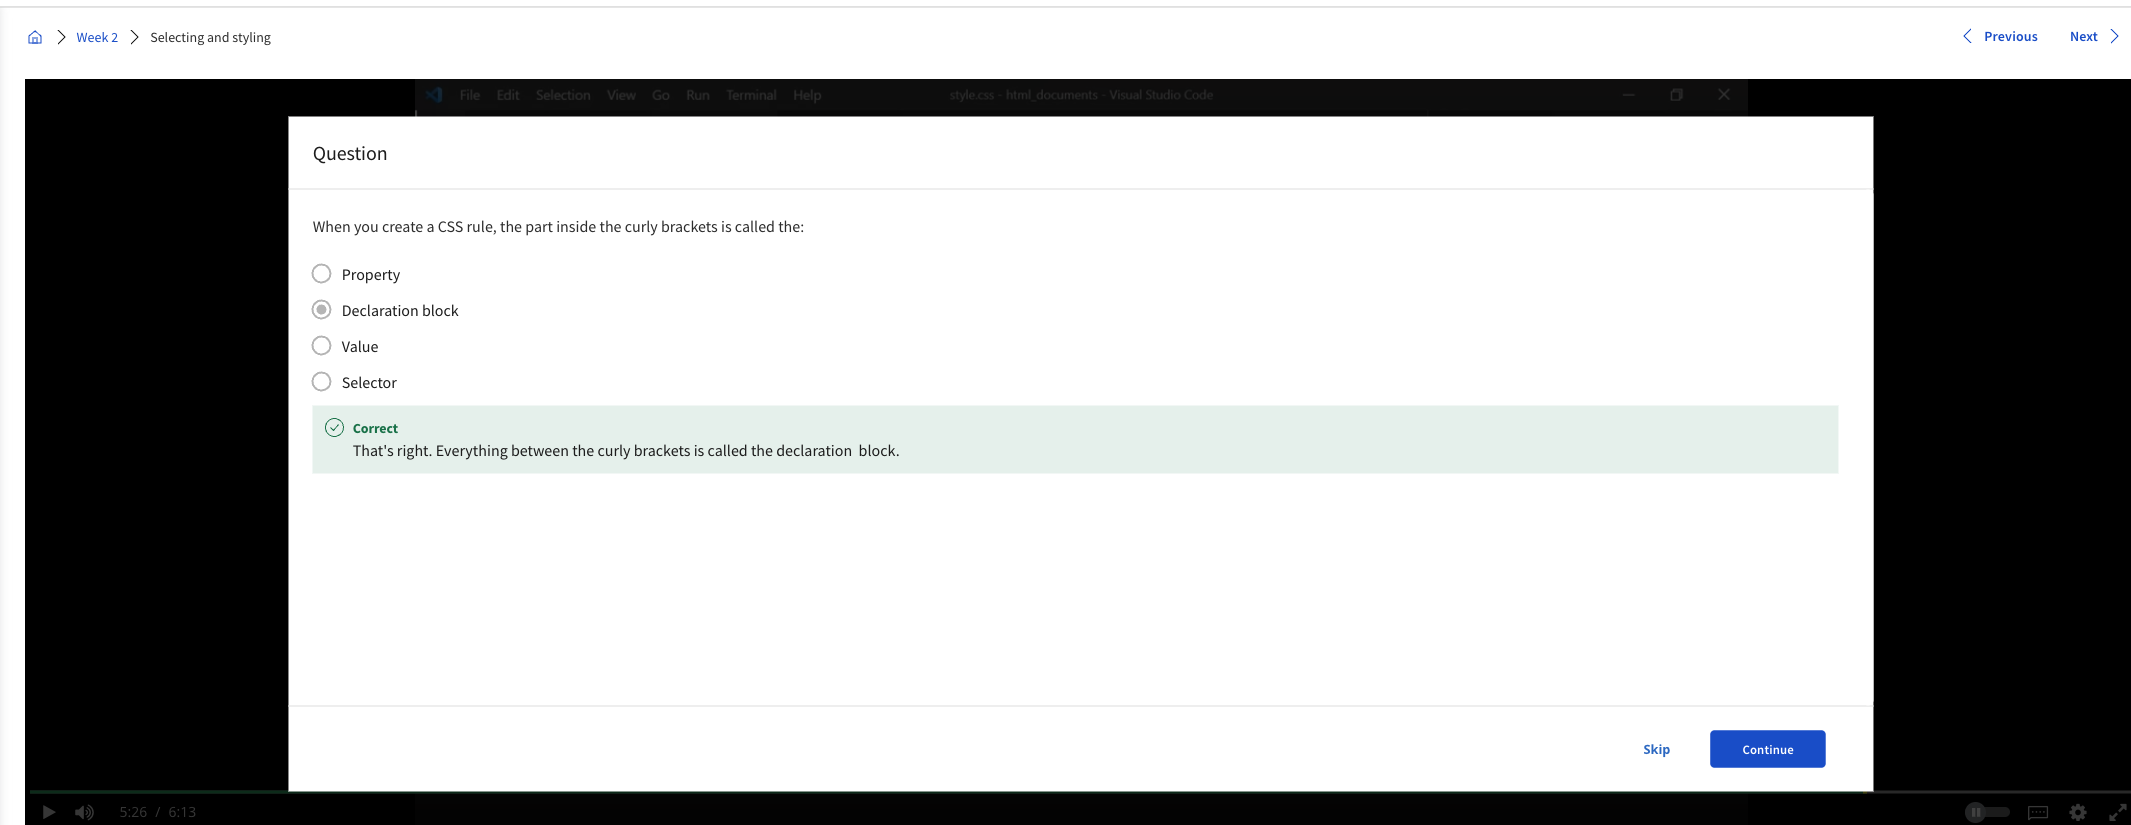 Week 2 Selecting and styling
Previous Next
File Edit Selection View Go Run Terminal Help style.css - html_documents - Visual Studio Code
Question
When you create a CSS rule, the part inside the curly brackets is called the:
Property
Declaration block
Value
Selector
Correct
That's right. Everything between the curly brackets is called the declaration  block.
Skip Continue
5:26 / 6:13